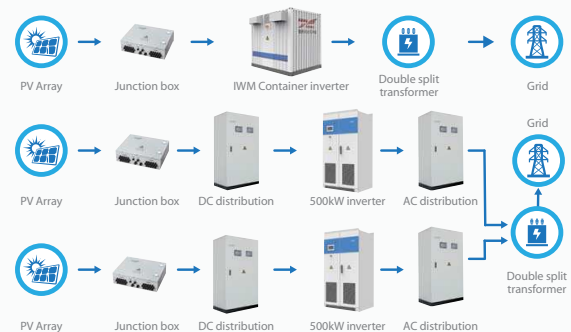 PV Array
Junction box
IWM Container inverter
Double split
transformer
Grid
Grid
PV Array
Junction box
DC distribution
500kW inverter
AC distribution
Double split
transformer
PV Array
Junction box
DC distribution
500kW inverter
AC distribution